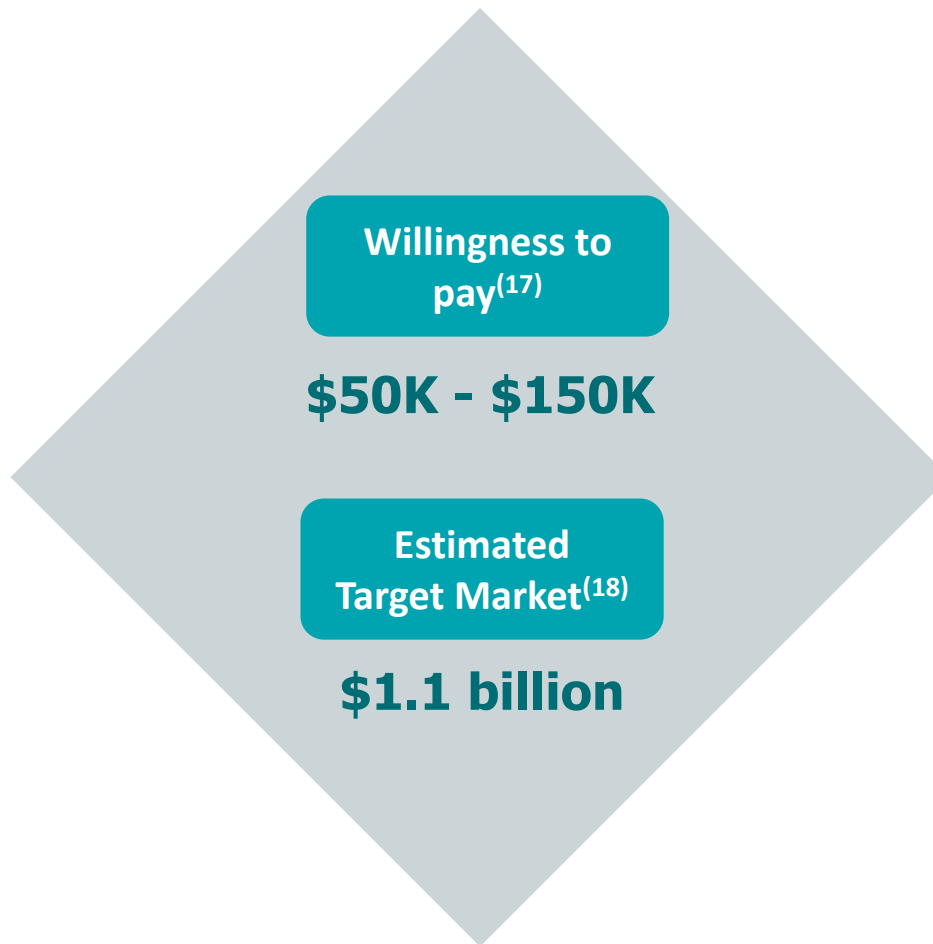 Willingness to
pay(17)
$50K - $150K
Estimated
Target Market(18)
$1.1 billion